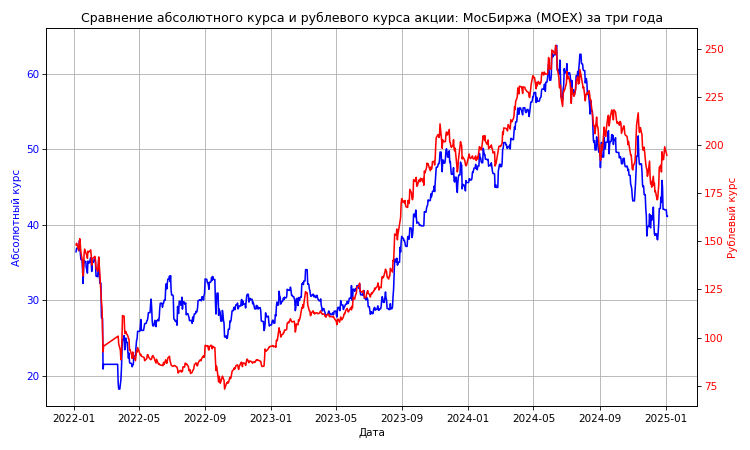 Сравнение абсолютного курса и рублевого курса акции: МосБиржа (MOEX) за три года
Абсолютный курс
60
50
40
30
20
250
225
200
175
150
125
100
75
Рублевый курс
2022-01 2022-05 2022-09 2023-01 2023-05 2023-09 2024-01 2024-05 2024-09 2025-01
Дата